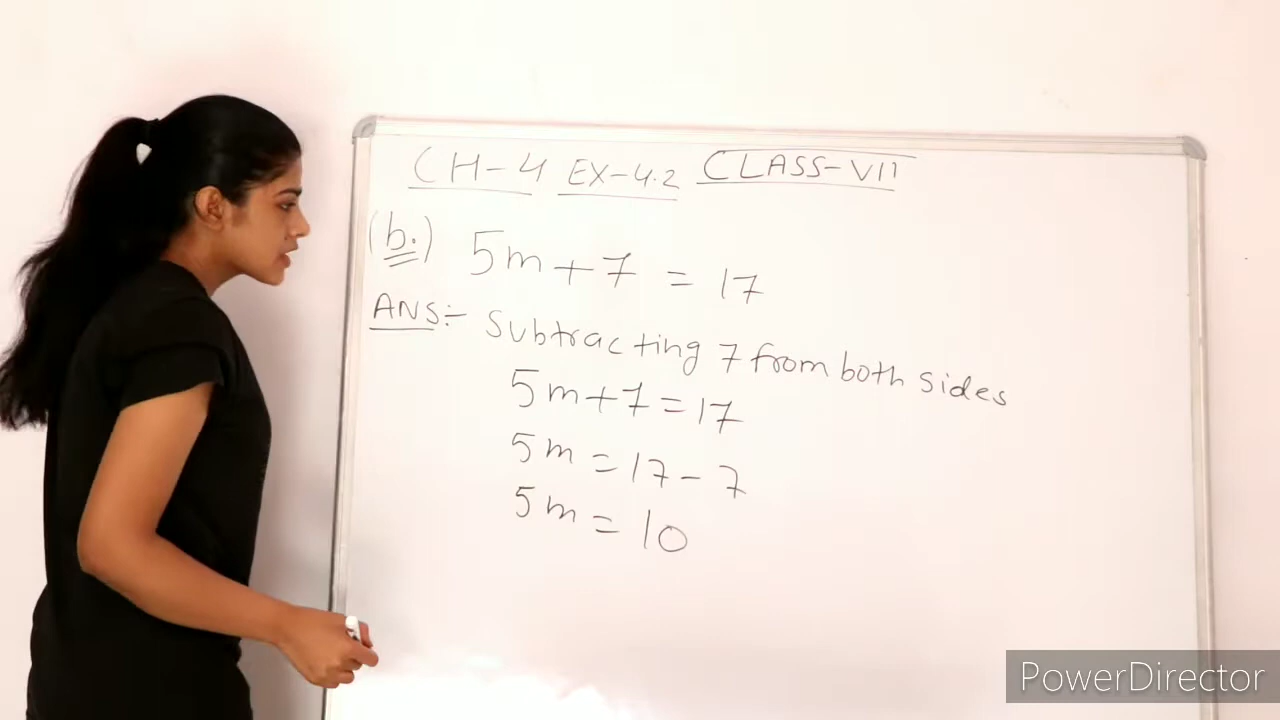 CH-4 EX-4.2 CLASS-VII
(b.) 5m+7 = 17
ANS:- Subtracting 7 from both sides
5m+7=17
5m=17-7
5m=10
PowerDirector